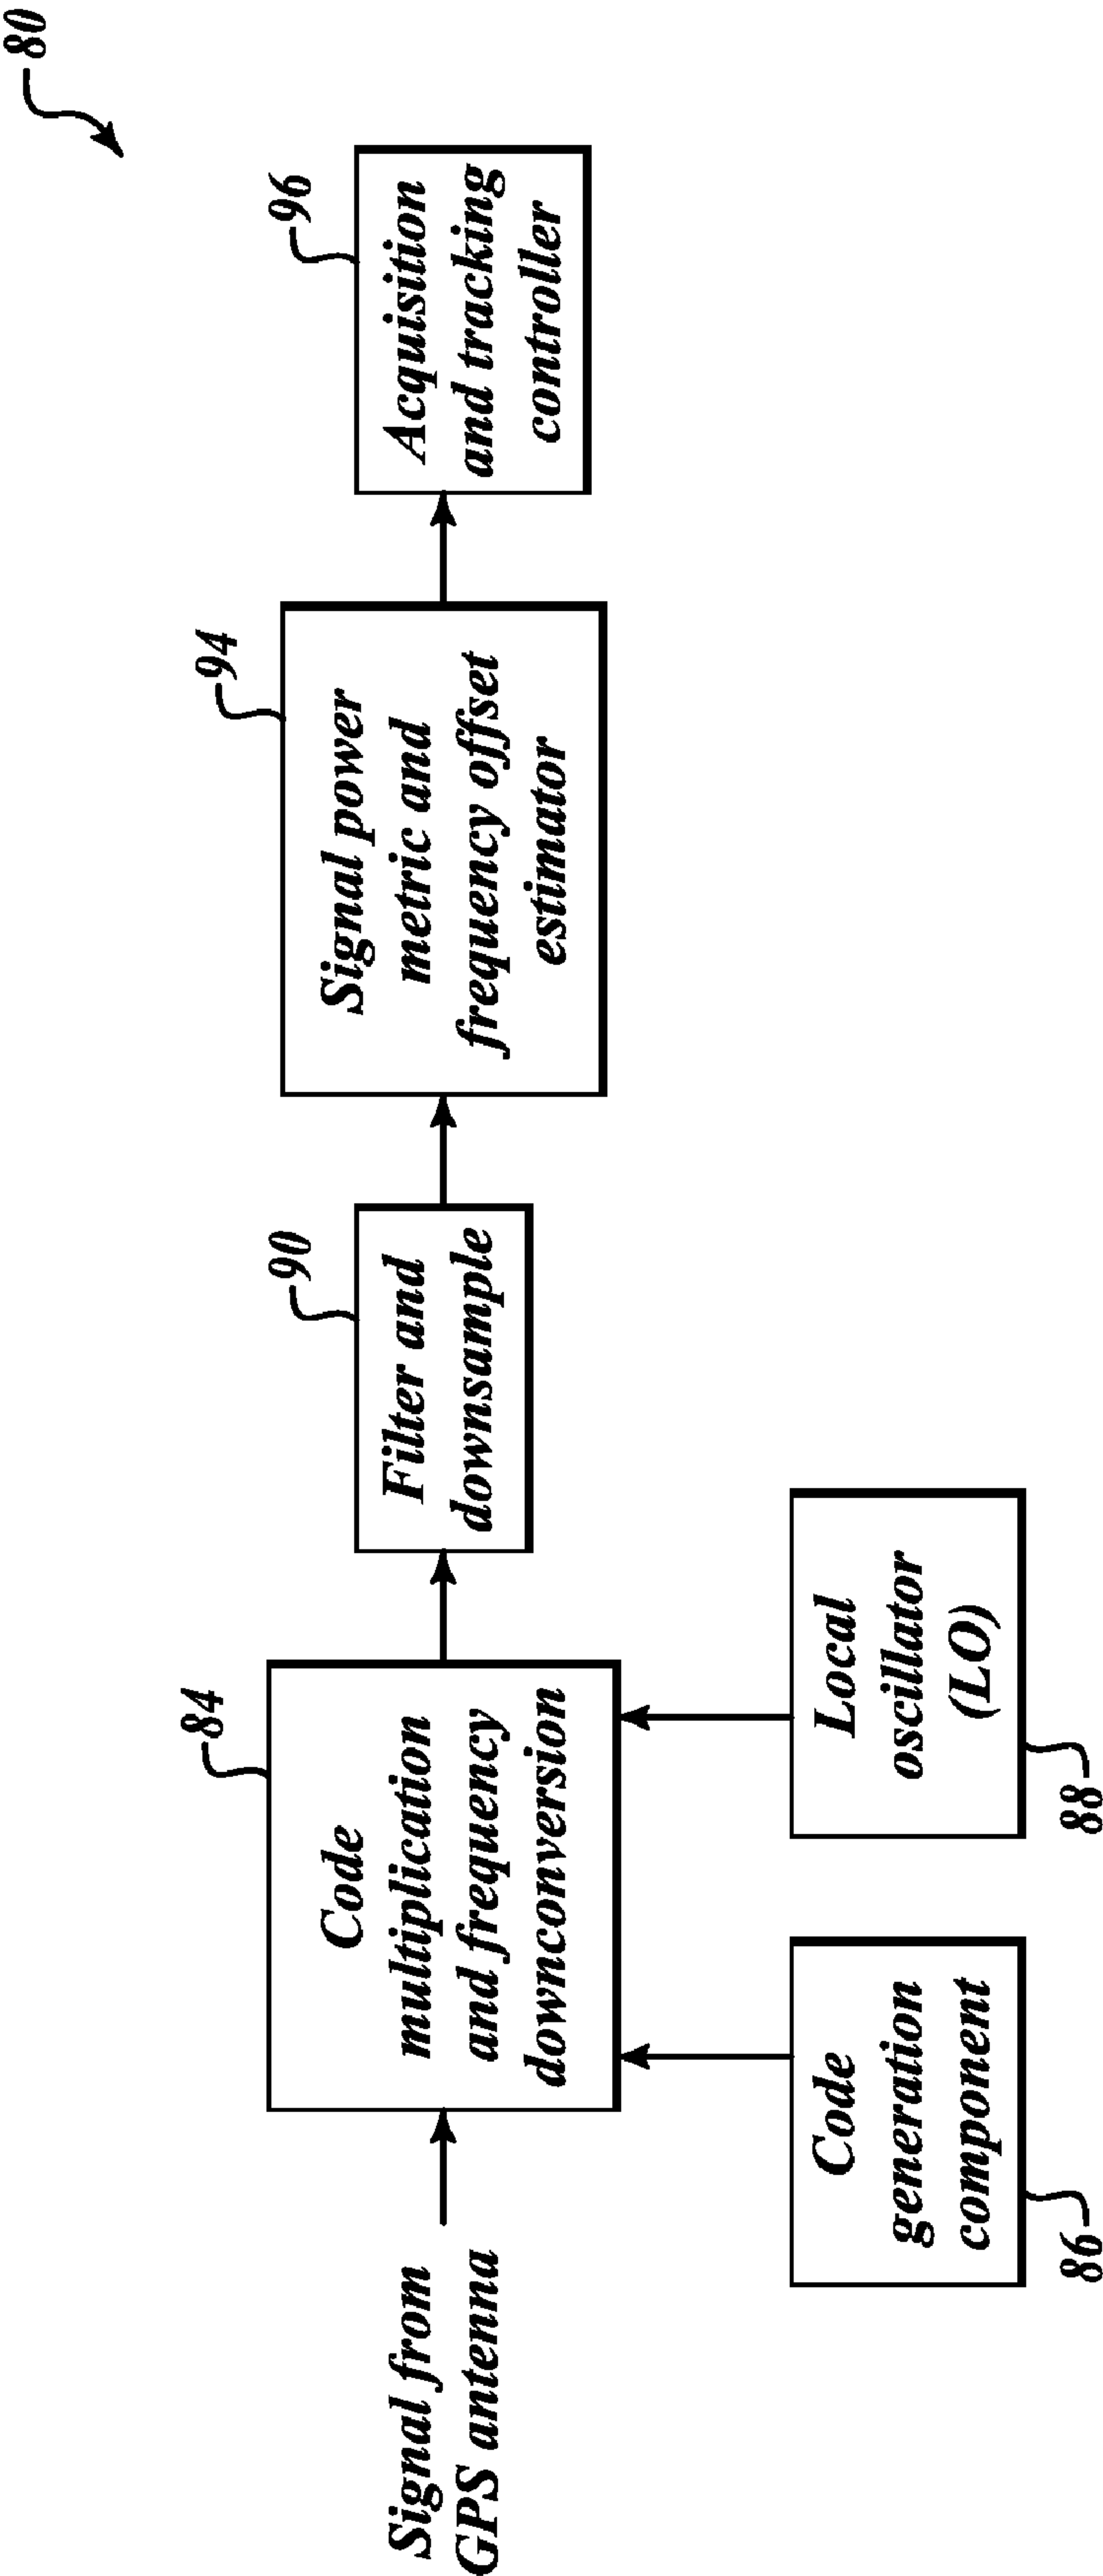 80
Signal from
GPS antenna
84
Code
multiplication
and frequency
downconversion
86
Code
generation
component
88
Local
oscillator
(LO)
90
Filter and
downsample
94
Signal power
metric and
frequency offset
estimator
96
Acquisition
and tracking
controller